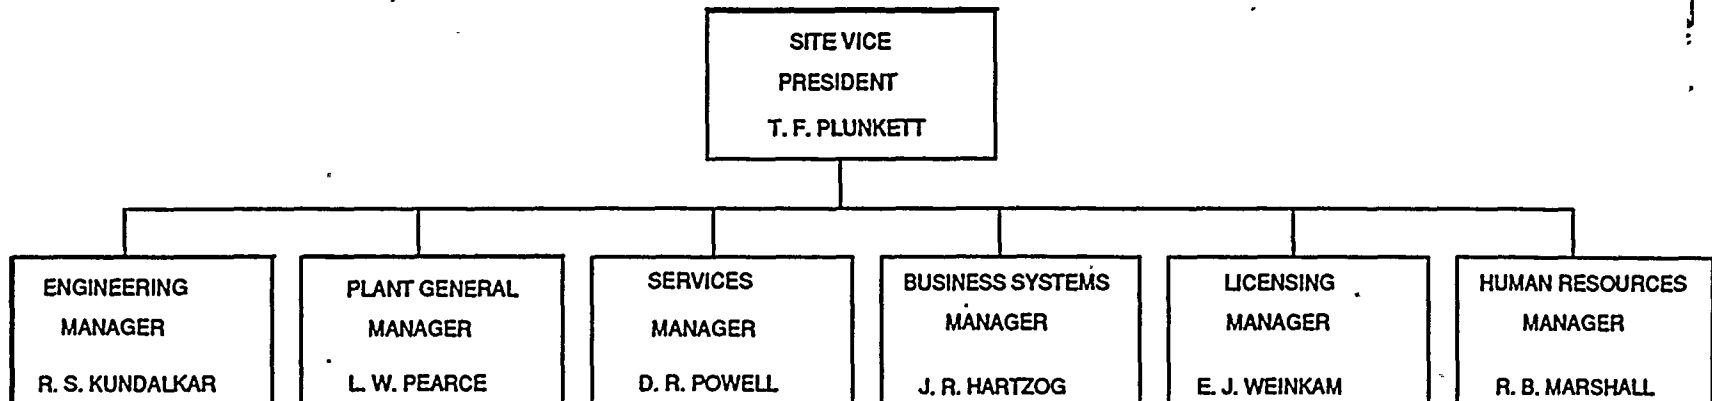 SITE VICE
PRESIDENT
T. F. PLUNKETT
ENGINEERING
MANAGER
R. S. KUNDALKAR
PLANT GENERAL
MANAGER
L. W. PEARCE
SERVICES
MANAGER
D. R. POWELL
BUSINESS SYSTEMS
MANAGER
J. R. HARTZOG
LICENSING
MANAGER
E. J. WEINKAM
HUMAN RESOURCES
MANAGER
R. B. MARSHALL